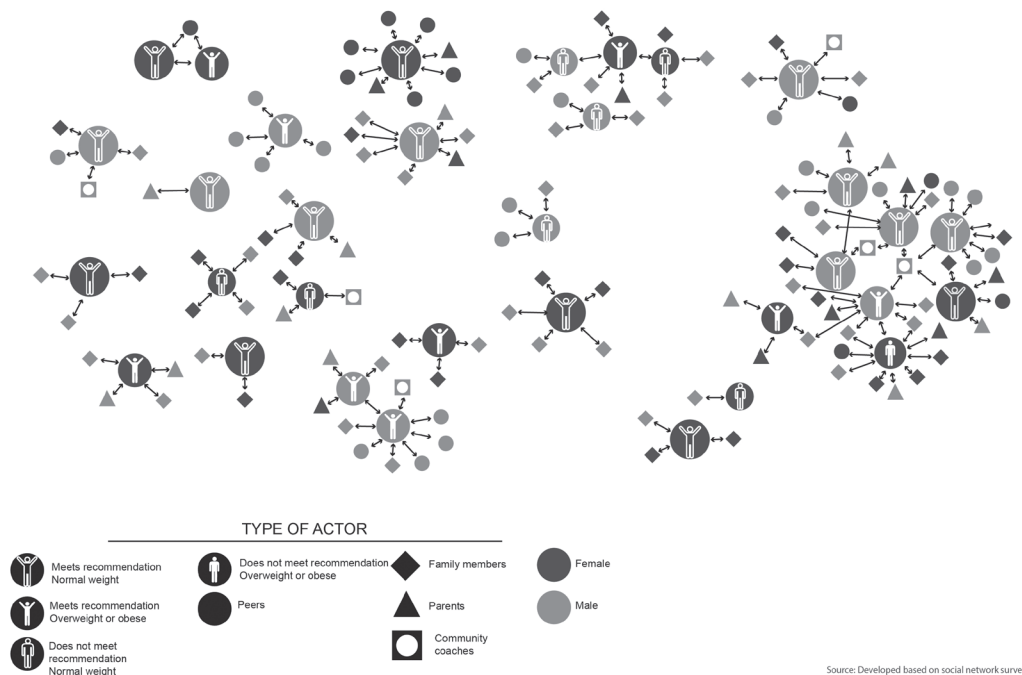 TYPE OF ACTOR
Meets recommendation
Normal weight
Meets recommendation
Overweight or obese
Does not meet
recommendation
Normal weight
Does not meet recommendation
Overweight or obese
Peers
Family members
Parents
Community
coaches
Female
Male
Source: Developed based on social network surve